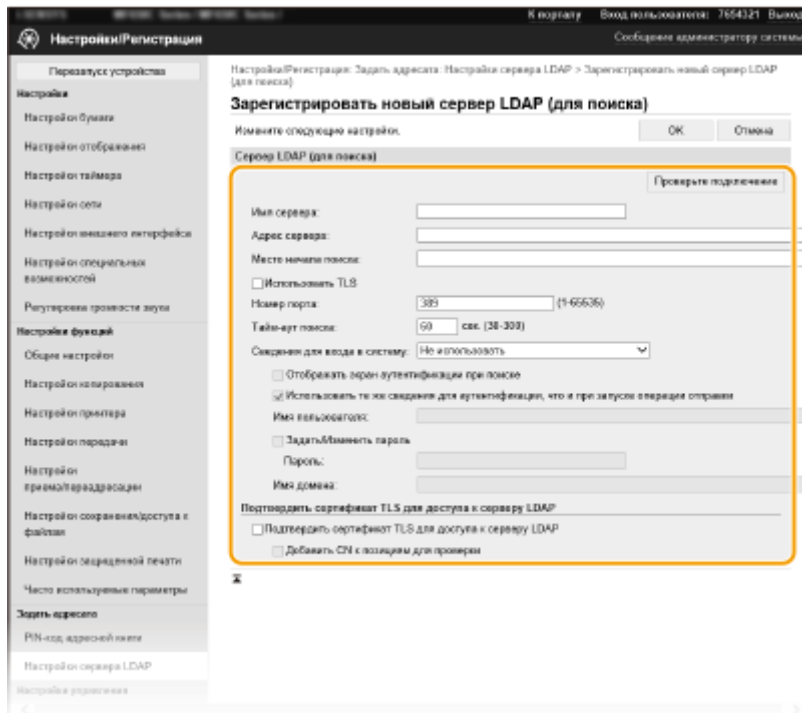 К порталу Вход пользователя: 7654321 Выход
Настройки/Регистрация
Сообщение администратору системы
Перезапуск устройства
Настройки
Настройки бумаги
Настройки отображения
Настройки таймера
Настройки сети
Настройки внешнего интерфейса
Настройки специальных
возможностей
Регулировка громкости звука
Настройки функций
Общие настройки
Настройки копирования
Настройки принтера
Настройки передачи
Настройки
приема/переадресации
Настройки сохранения/доступа к
файлам
Настройки защищенной печати
Часто используемые параметры
Задать адресата
PIN-код адресной книги
Настройки сервера LDAP
Настройки управления
Настройки/Регистрация: Задать адресата: Настройки сервера LDAP > Зарегистрировать новый сервер LDAP
(для поиска)
Зарегистрировать новый сервер LDAP (для поиска)
Измените следующие настройки.
OK Отмена
Сервер LDAP (для поиска)
Проверьте подключение
Имя сервера:
Адрес сервера:
Место начала поиска:
Использовать TLS
Номер порта: 389 (1-65535)
Тайм-аут поиска: 60 сек. (30-300)
Сведения для входа в систему: Не использовать
Отображать экран аутентификации при поиске
Использовать те же сведения для аутентификации, что и при запуске операции отправки
Имя пользователя:
Задать/Изменить пароль
Пароль:
Имя домена:
Подтвердить сертификат TLS для доступа к серверу LDAP
Подтвердить сертификат TLS для доступа к серверу LDAP
Добавить CN к позициям для проверки